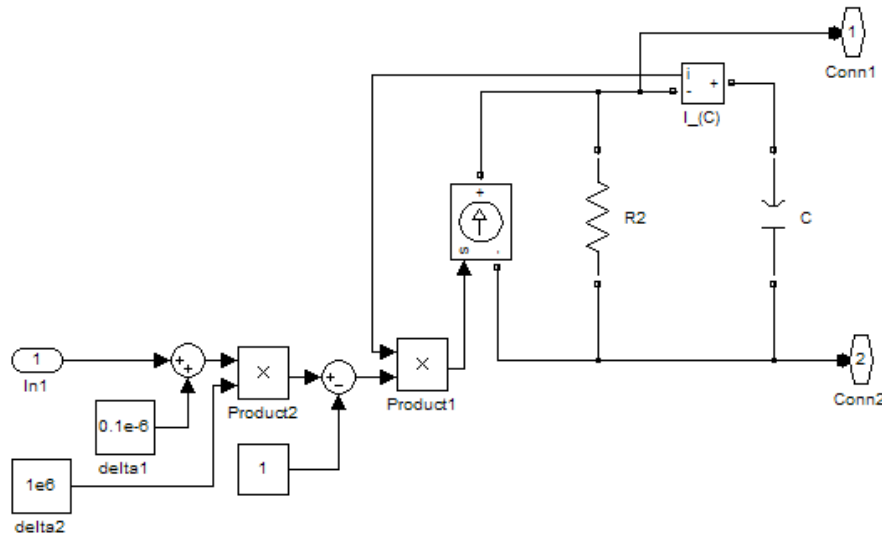 1
Conn1
i
-
+
I_(C)
+
s
-
R2
C
1
In1
+
+
×
Product2
+
−
×
Product1
2
Conn2
0.1e-6
delta1
1
1e6
delta2